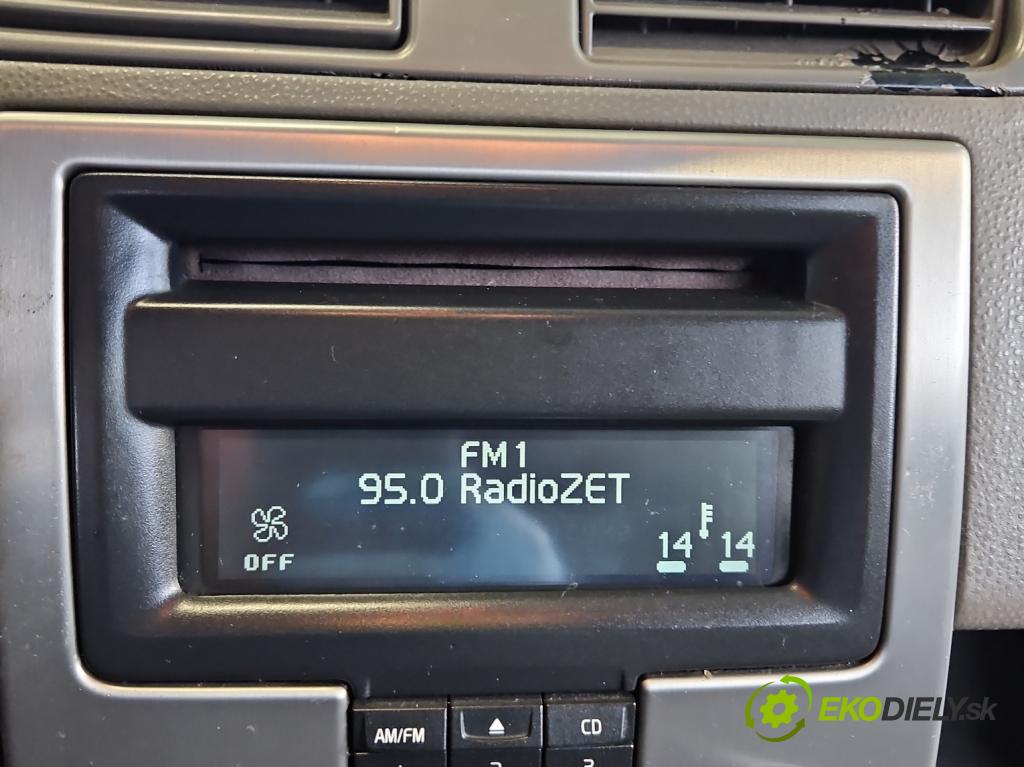 FM1
95.0 RadioZET
14 14
OFF
AM/FM
CD
EKODIELY.sk